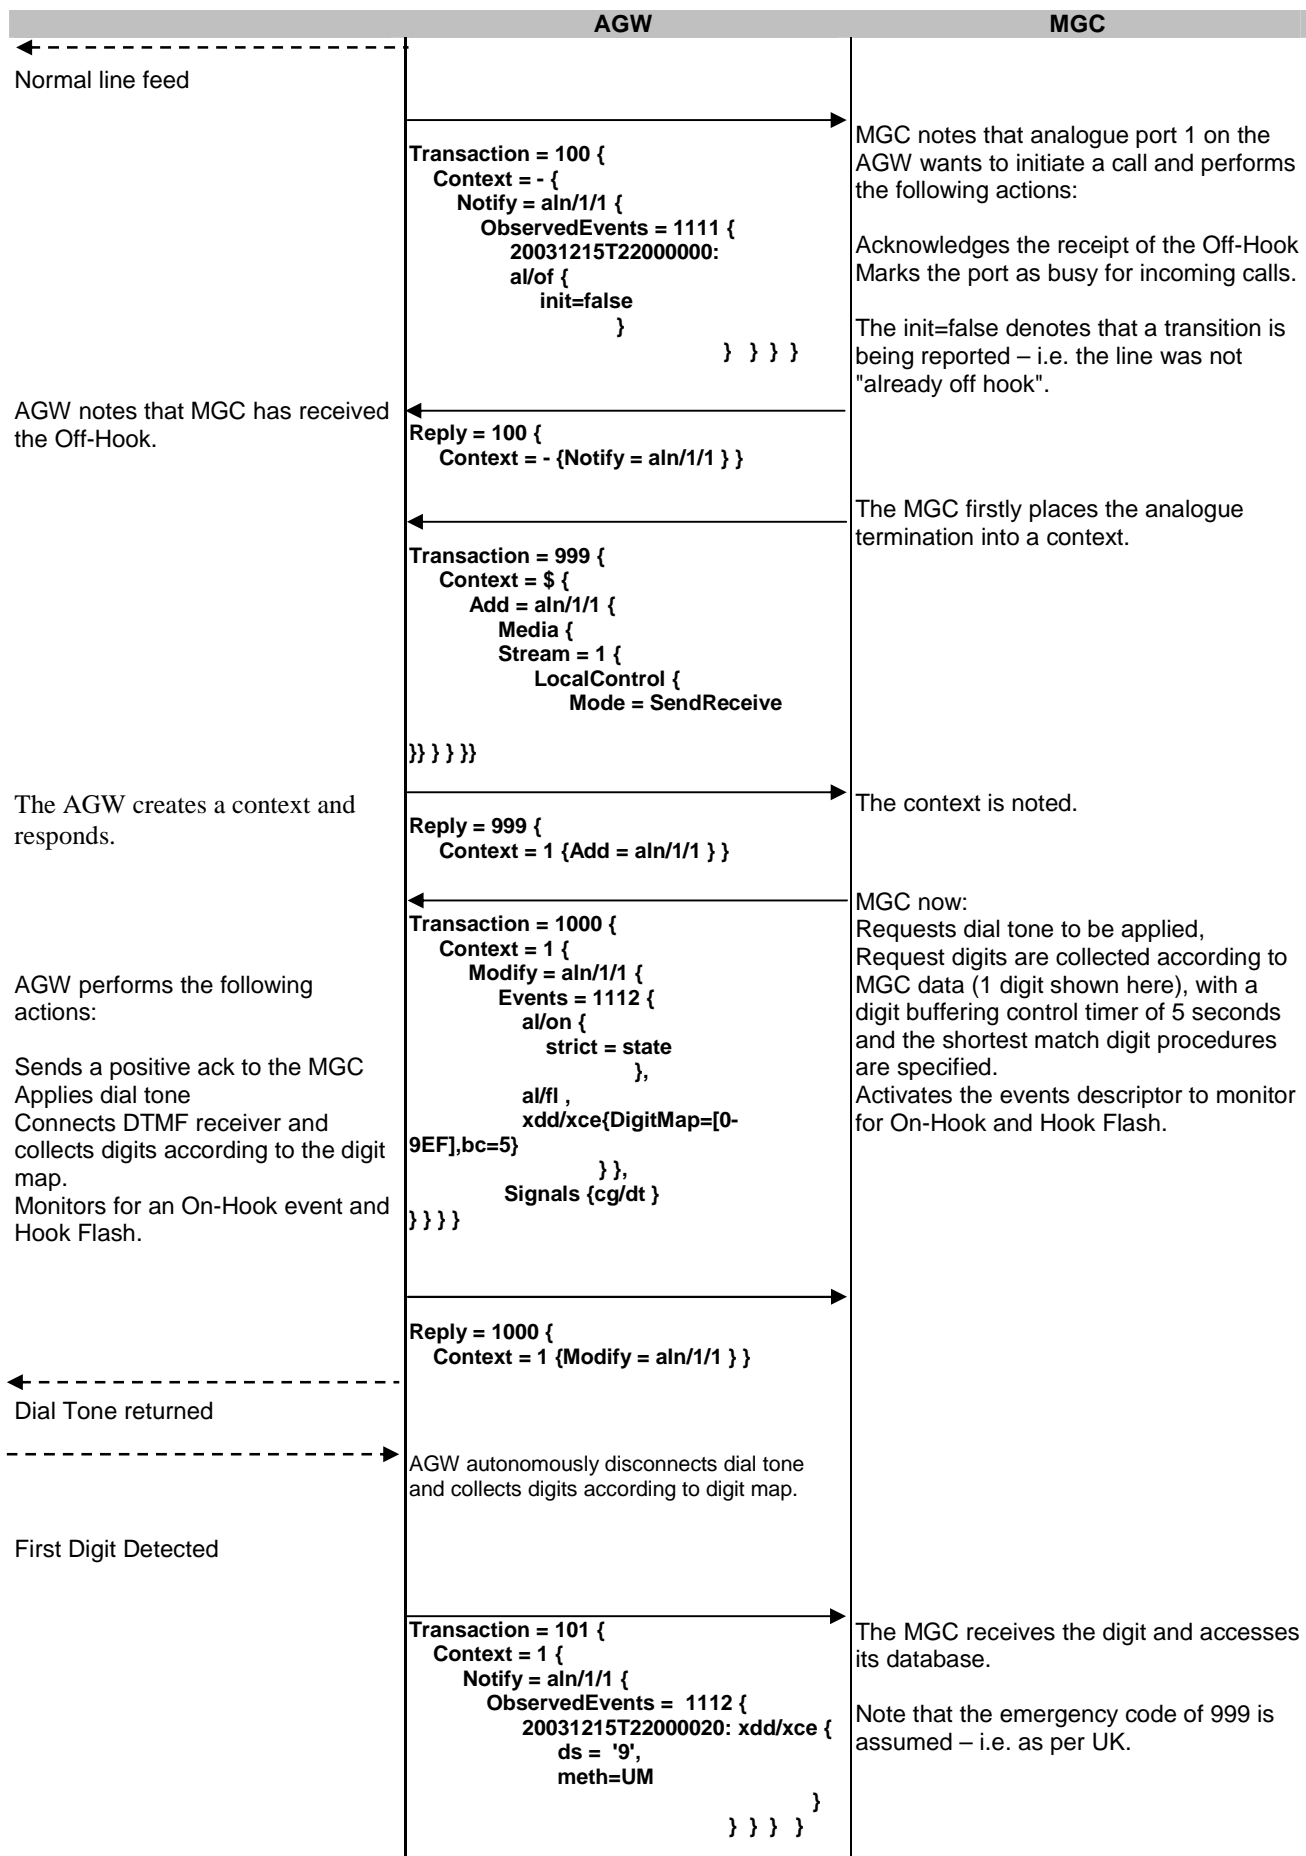 AGW MGC
Normal line feed
MGC notes that analogue port 1 on the
AGW wants to initiate a call and performs
the following actions:
Acknowledges the receipt of the Off-Hook
Marks the port as busy for incoming calls.
The init=false denotes that a transition is
being reported – i.e. the line was not
"already off hook".
Transaction = 100 {
Context = - {
Notify = aln/1/1 {
ObservedEvents = 1111 {
20031215T22000000:
al/of {
init=false
}
} } } }
AGW notes that MGC has received
the Off-Hook.
Reply = 100 {
Context = - {Notify = aln/1/1 } }
The MGC firstly places the analogue
termination into a context.
Transaction = 999 {
Context = $ {
Add = aln/1/1 {
Media {
Stream = 1 {
LocalControl {
Mode = SendReceive
}} } } }}
The AGW creates a context and
responds.
The context is noted.
Reply = 999 {
Context = 1 {Add = aln/1/1 } }
MGC now:
Requests dial tone to be applied,
Request digits are collected according to
MGC data (1 digit shown here), with a
digit buffering control timer of 5 seconds
and the shortest match digit procedures
are specified.
Activates the events descriptor to monitor
for On-Hook and Hook Flash.
Transaction = 1000 {
Context = 1 {
Modify = aln/1/1 {
Events = 1112 {
al/on {
strict = state
},
al/fl ,
xdd/xce{DigitMap=[0-
9EF],bc=5}
} },
Signals {cg/dt }
} } } }
AGW performs the following
actions:
Sends a positive ack to the MGC
Applies dial tone
Connects DTMF receiver and
collects digits according to the digit
map.
Monitors for an On-Hook event and
Hook Flash.
Reply = 1000 {
Context = 1 {Modify = aln/1/1 } }
Dial Tone returned
AGW autonomously disconnects dial tone
and collects digits according to digit map.
First Digit Detected
Transaction = 101 {
Context = 1 {
Notify = aln/1/1 {
ObservedEvents = 1112 {
20031215T22000020: xdd/xce {
ds = '9',
meth=UM
}
} } } }
The MGC receives the digit and accesses
its database.
Note that the emergency code of 999 is
assumed – i.e. as per UK.